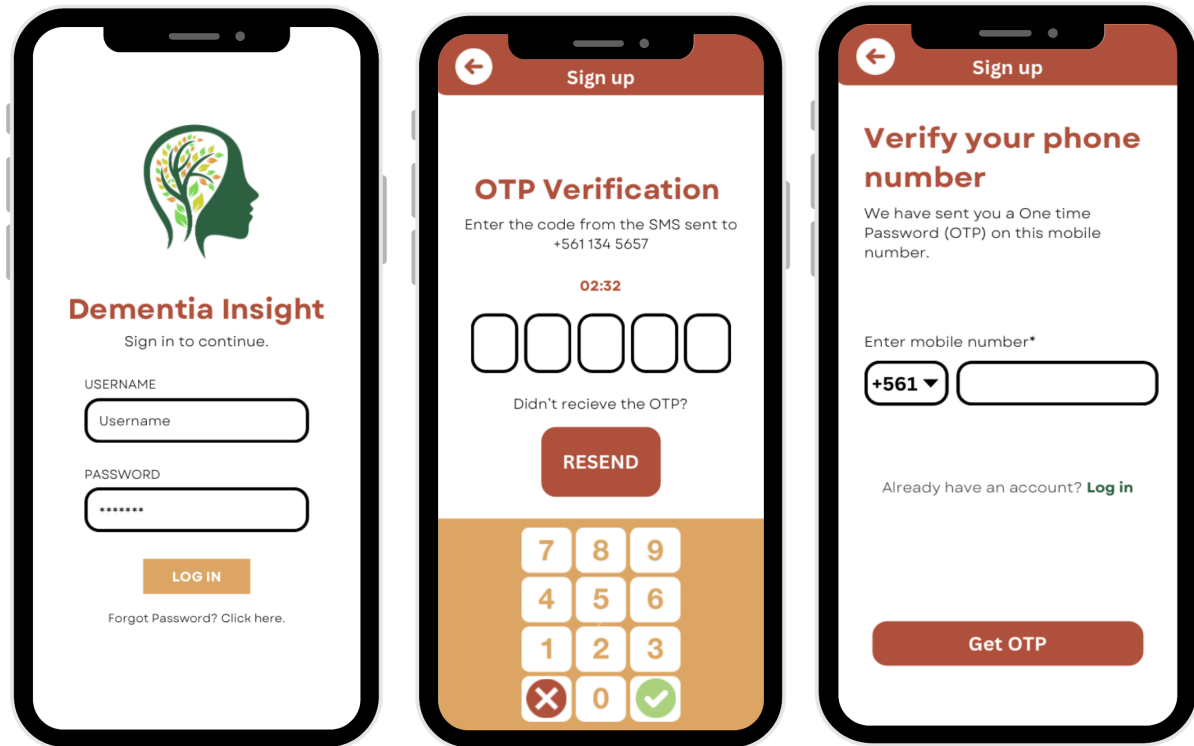 Dementia Insight
Sign in to continue.
USERNAME
Username
PASSWORD
*******
LOG IN
Forgot Password? Click here.
Sign up
OTP Verification
Enter the code from the SMS sent to
+561 134 5657
02:32
Didn't recieve the OTP?
RESEND
7 8 9
4 5 6
1 2 3
0
Sign up
Verify your phone
number
We have sent you a One time
Password (OTP) on this mobile
number.
Enter mobile number*
+561
Already have an account? Log in
Get OTP